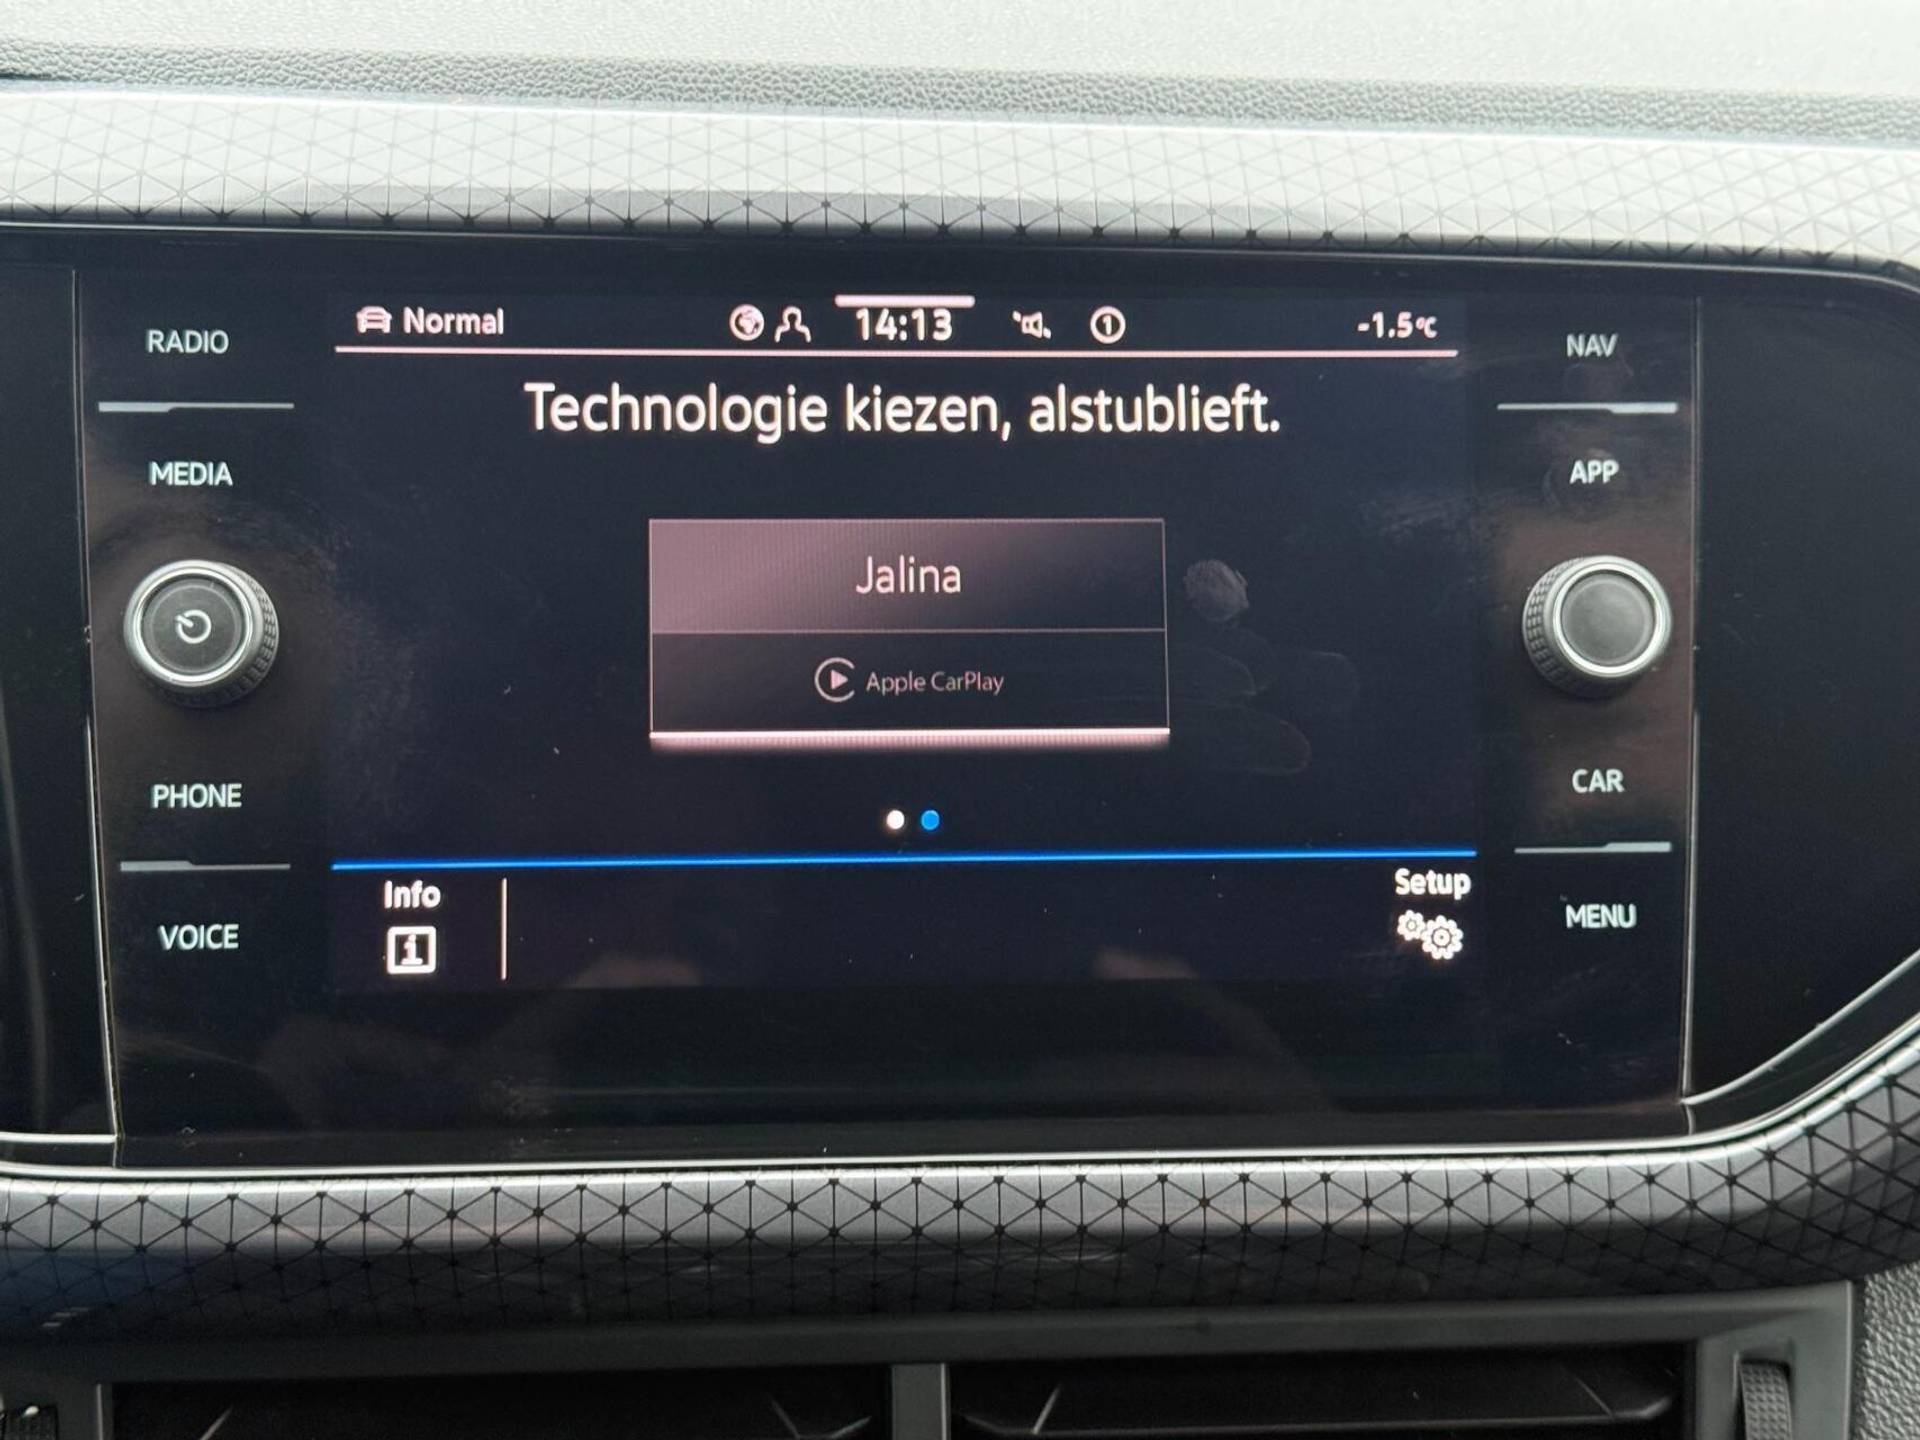 RADIO
MEDIA
PHONE
VOICE
Normal
14:13
1
-1.5°C
Technologie kiezen, alstublieft.
Jalina
Apple CarPlay
Info
i
Setup
NAV
APP
CAR
MENU